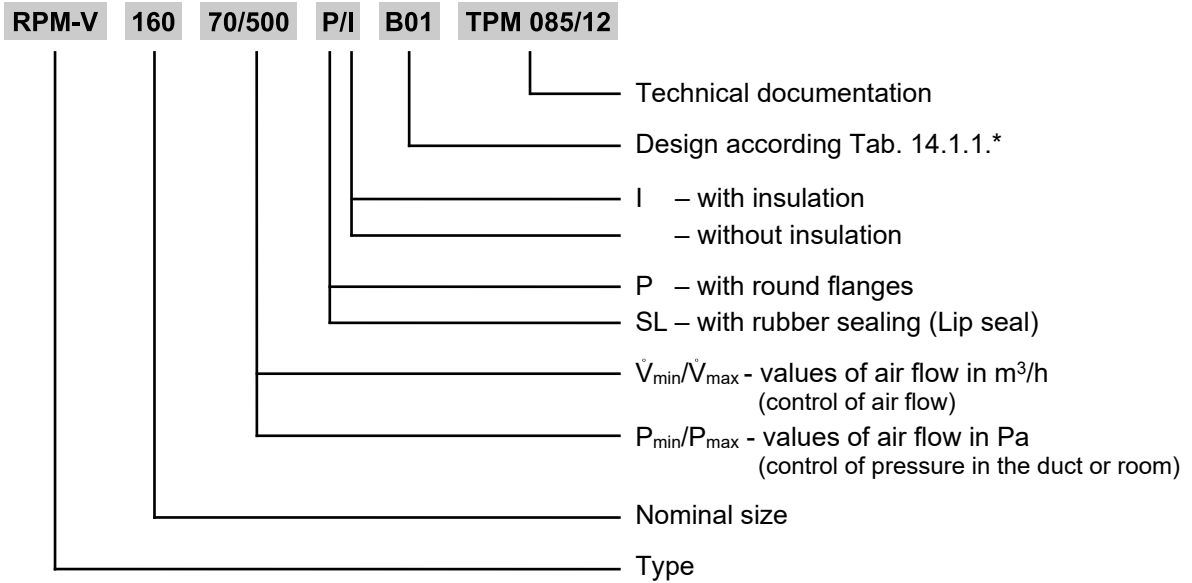 RPM-V 160 70/500 P/I B01 TPM 085/12
Technical documentation
Design according Tab. 14.1.1.*
I – with insulation
– without insulation
P – with round flanges
SL – with rubber sealing (Lip seal)
V̊min/V̊max - values of air flow in m³/h
(control of air flow)
Pmin/Pmax - values of air flow in Pa
(control of pressure in the duct or room)
Nominal size
Type